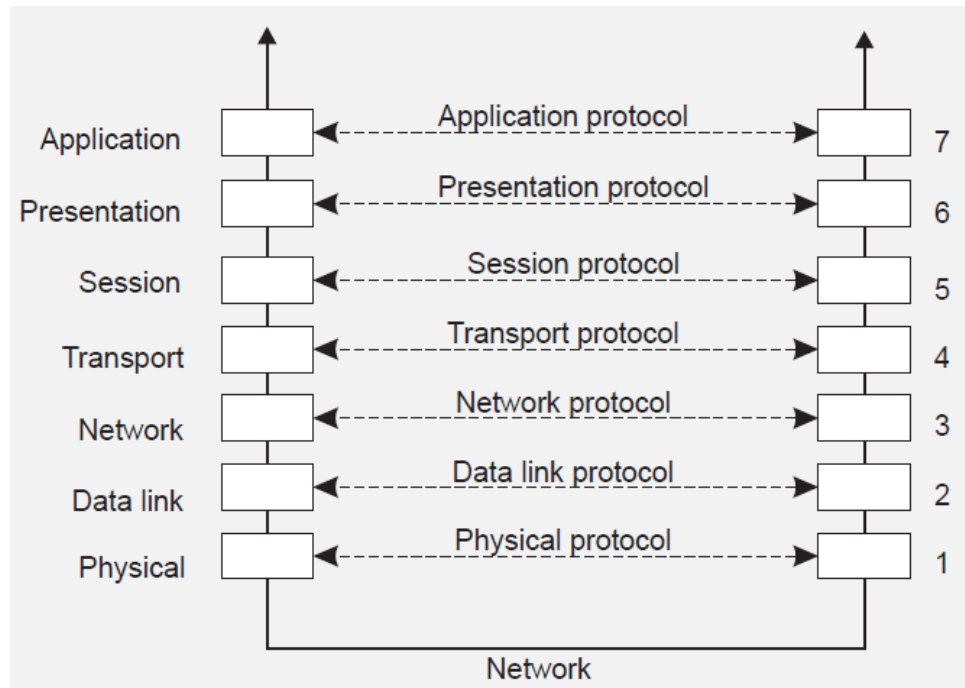 Application Application protocol 7
Presentation Presentation protocol 6
Session Session protocol 5
Transport Transport protocol 4
Network Network protocol 3
Data link Data link protocol 2
Physical Physical protocol 1
Network